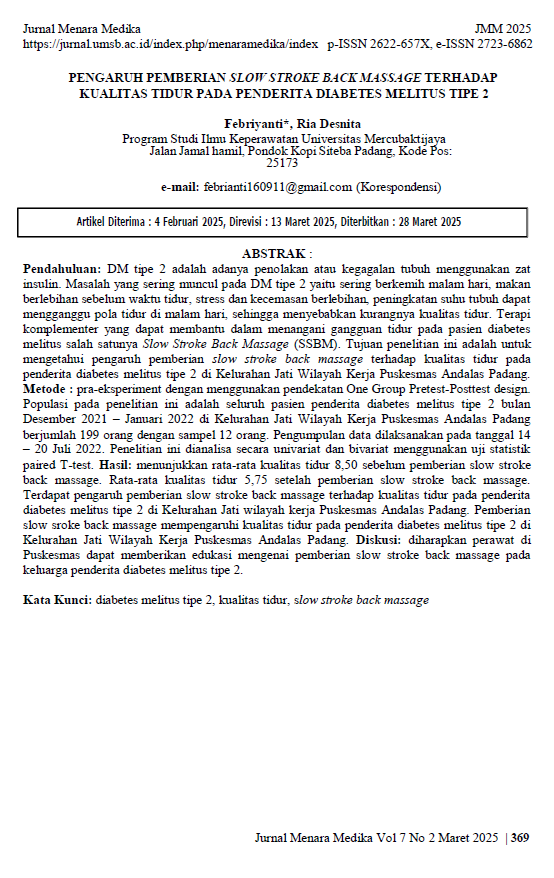 Jurnal Menara Medika JMM 2025
https://jurnal.umsb.ac.id/index.php/menaramedika/index p-ISSN 2622-657X, e-ISSN 2723-6862
PENGARUH PEMBERIAN SLOW STROKE BACK MASSAGE TERHADAP
KUALITAS TIDUR PADA PENDERITA DIABETES MELITUS TIPE 2
Febriyanti*, Ria Desnita
Program Studi Ilmu Keperawatan Universitas Mercubaktijaya
Jalan Jamal hamil, Pondok Kopi Siteba Padang, Kode Pos:
25173
e-mail: febrianti160911@gmail.com (Korespondensi)
Artikel Diterima : 4 Februari 2025, Direvisi : 13 Maret 2025, Diterbitkan : 28 Maret 2025
ABSTRAK :
Pendahuluan: DM tipe 2 adalah adanya penolakan atau kegagalan tubuh menggunakan zat
insulin. Masalah yang sering muncul pada DM tipe 2 yaitu sering berkemih malam hari, makan
berlebihan sebelum waktu tidur, stress dan kecemasan berlebihan, peningkatan suhu tubuh dapat
mengganggu pola tidur di malam hari, sehingga menyebabkan kurangnya kualitas tidur. Terapi
komplementer yang dapat membantu dalam menangani gangguan tidur pada pasien diabetes
melitus salah satunya Slow Stroke Back Massage (SSBM). Tujuan penelitian ini adalah untuk
mengetahui pengaruh pemberian slow stroke back massage terhadap kualitas tidur pada
penderita diabetes melitus tipe 2 di Kelurahan Jati Wilayah Kerja Puskesmas Andalas Padang.
Metode : pra-eksperiment dengan menggunakan pendekatan One Group Pretest-Posttest design.
Populasi pada penelitian ini adalah seluruh pasien penderita diabetes melitus tipe 2 bulan
Desember 2021 – Januari 2022 di Kelurahan Jati Wilayah Kerja Puskesmas Andalas Padang
berjumlah 199 orang dengan sampel 12 orang. Pengumpulan data dilaksanakan pada tanggal 14
– 20 Juli 2022. Penelitian ini dianalisa secara univariat dan bivariat menggunakan uji statistik
paired T-test. Hasil: menunjukkan rata-rata kualitas tidur 8,50 sebelum pemberian slow stroke
back massage. Rata-rata kualitas tidur 5,75 setelah pemberian slow stroke back massage.
Terdapat pengaruh pemberian slow stroke back massage terhadap kualitas tidur pada penderita
diabetes melitus tipe 2 di Kelurahan Jati wilayah kerja Puskesmas Andalas Padang. Pemberian
slow sroke back massage mempengaruhi kualitas tidur pada penderita diabetes melitus tipe 2 di
Kelurahan Jati Wilayah Kerja Puskesmas Andalas Padang. Diskusi: diharapkan perawat di
Puskesmas dapat memberikan edukasi mengenai pemberian slow stroke back massage pada
keluarga penderita diabetes melitus tipe 2.
Kata Kunci: diabetes melitus tipe 2, kualitas tidur, slow stroke back massage
Jurnal Menara Medika Vol 7 No 2 Maret 2025 | 369